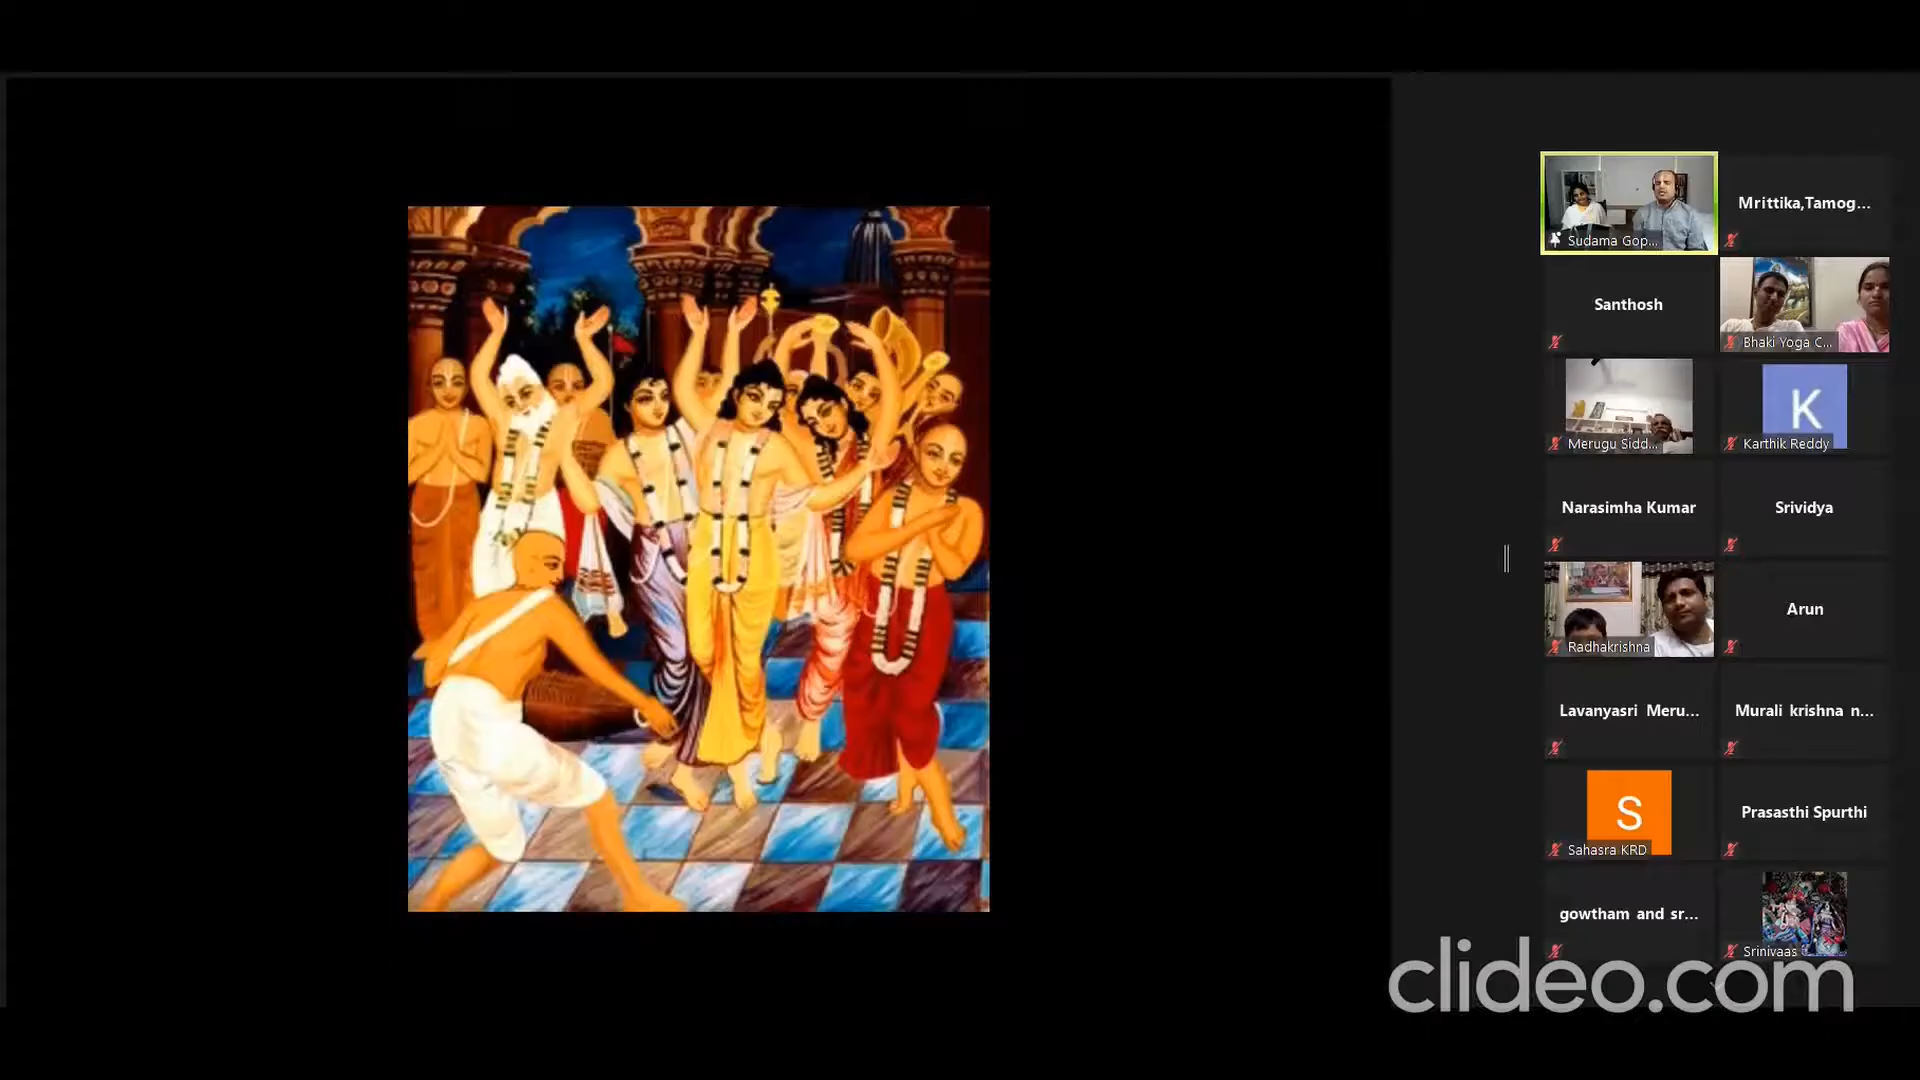 Sudama Gop...
Mrittika,Tamog...
Santhosh
Bhaki Yoga C...
Merugu Sidd...
K
Karthik Reddy
Narasimha Kumar
Srividya
Radhakrishna
Arun
Lavanyasri Meru...
Murali krishna n...
S
Sahasra KRD
Prasasthi Spurthi
gowtham and sr...
Srinivaas
clideo.com